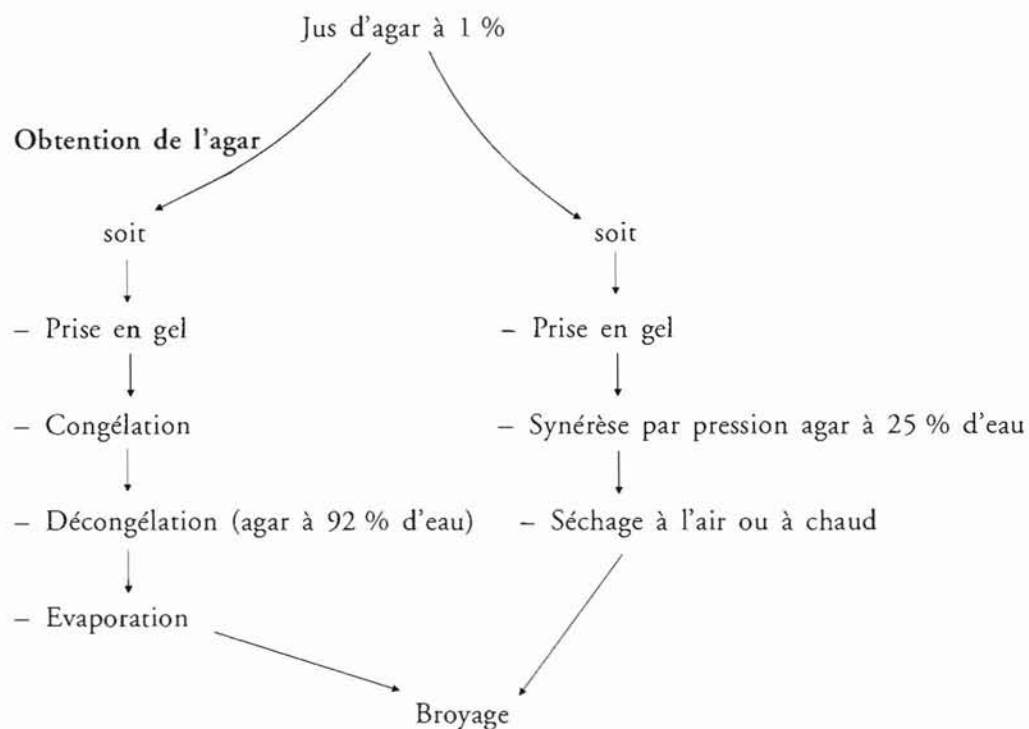 Jus d'agar à 1 %
Obtention de l'agar
soit
– Prise en gel
– Congélation
– Décongélation (agar à 92 % d'eau)
– Evaporation
soit
– Prise en gel
– Synérèse par pression agar à 25 % d'eau
– Séchage à l'air ou à chaud
Broyage